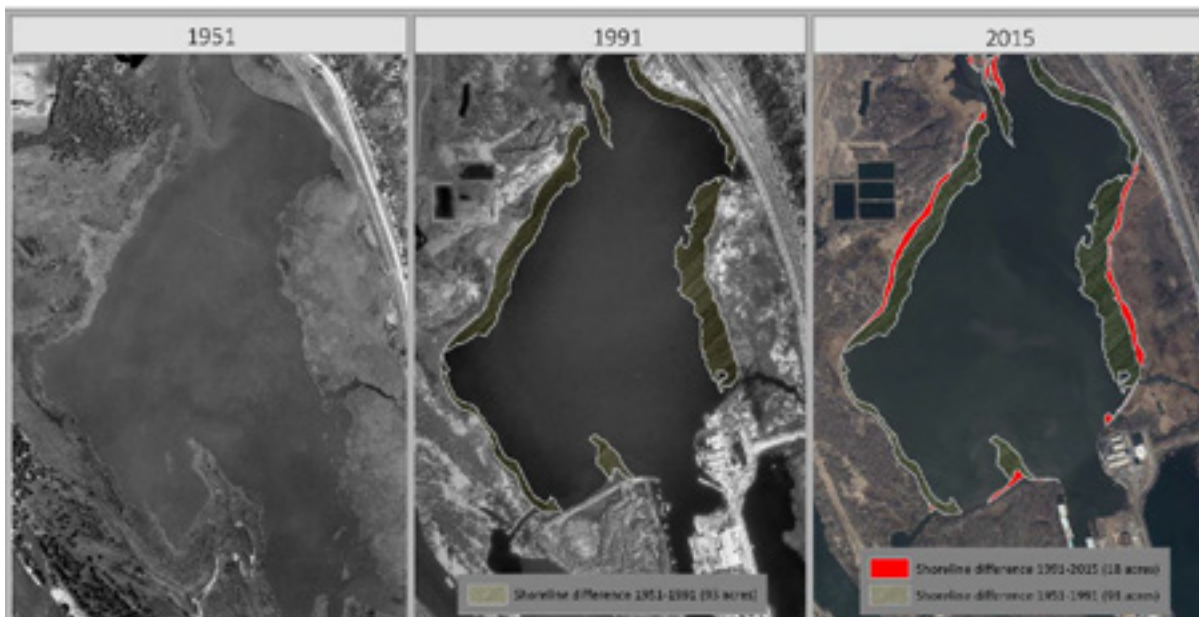 1951
1991
2015
Shoreline difference 1951-1991 (93 acres)
Shoreline difference 1991-2015 (18 acres)
Shoreline difference 1951-1991 (93 acres)